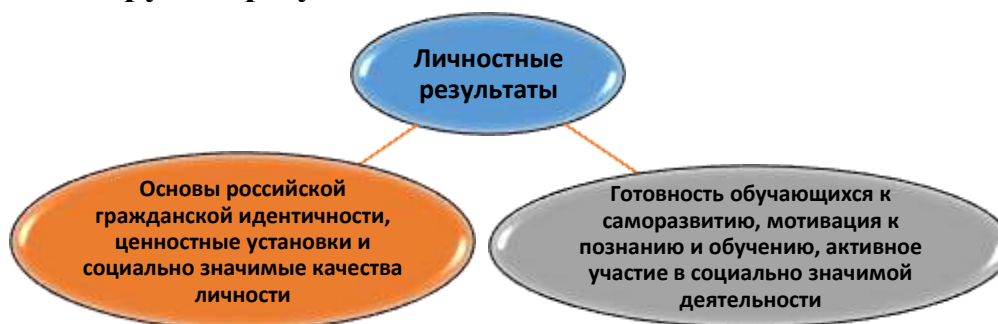 Личностные
результаты
Основы российской
гражданской идентичности,
ценностные установки и
социально значимые качества
личности
Готовность обучающихся к
саморазвитию, мотивация к
познанию и обучению, активное
участие в социально значимой
деятельности